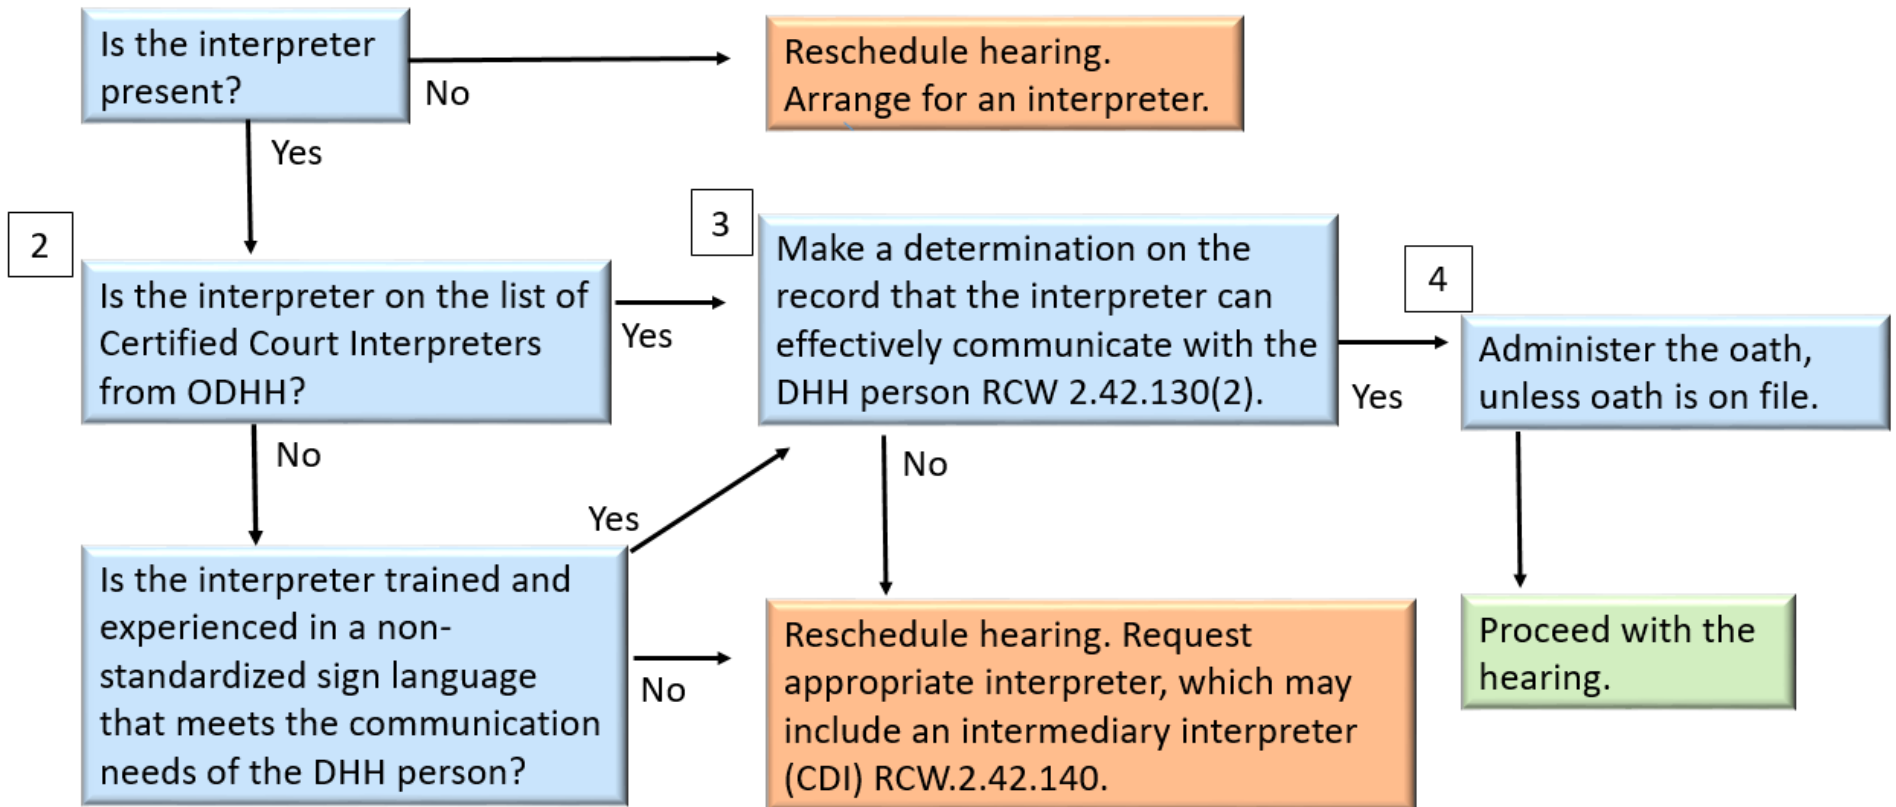 Is the interpreter
present?
No
Reschedule hearing.
Arrange for an interpreter.
Yes
2
Is the interpreter on the list of
Certified Court Interpreters
from ODHH?
Yes
3
Make a determination on the
record that the interpreter can
effectively communicate with the
DHH person RCW 2.42.130(2).
Yes
4
Administer the oath,
unless oath is on file.
No
Is the interpreter trained and
experienced in a non-
standardized sign language
that meets the communication
needs of the DHH person?
Yes
No
No
Reschedule hearing. Request
appropriate interpreter, which may
include an intermediary interpreter
(CDI) RCW.2.42.140.
Proceed with the
hearing.